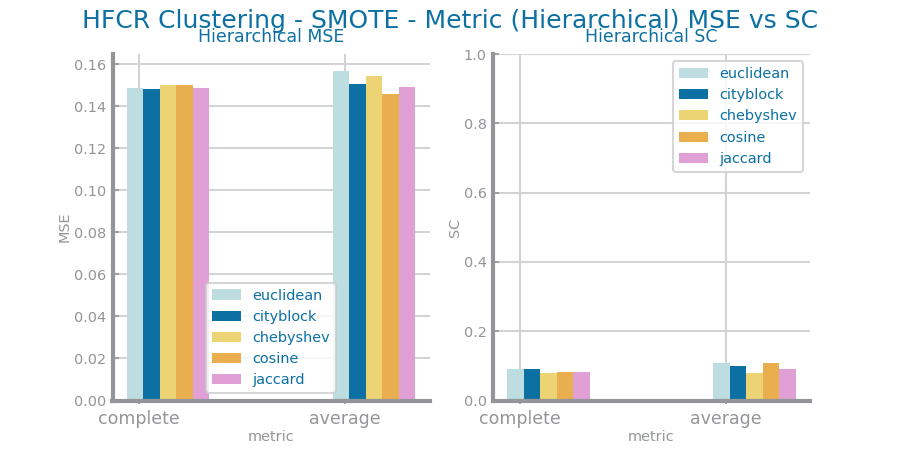 HFCR Clustering - SMOTE - Metric (Hierarchical) MSE vs SC
Hierarchical MSE
MSE
0.16
0.14
0.12
0.10
0.08
0.06
0.04
0.02
0.00
euclidean
cityblock
chebyshev
cosine
jaccard
complete
average
metric
Hierarchical SC
SC
1.0
0.8
0.6
0.4
0.2
0.0
euclidean
cityblock
chebyshev
cosine
jaccard
complete
average
metric